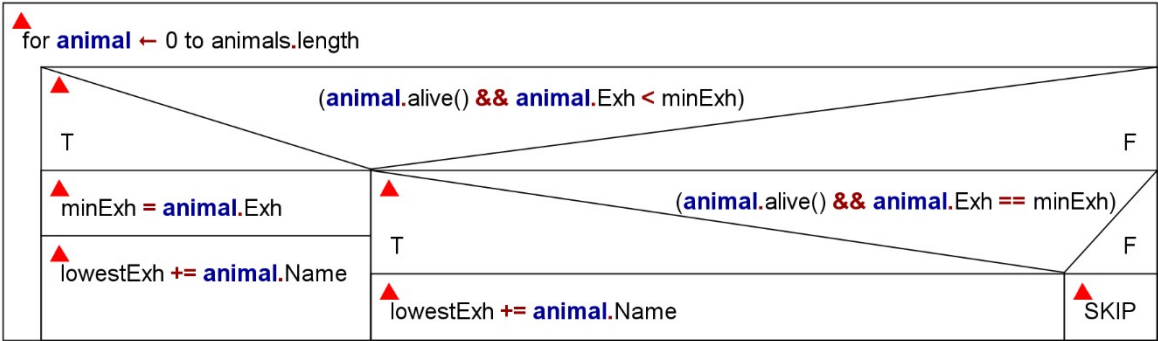 for animal ← 0 to animals.length
(animal.alive() && animal.Exh < minExh)
T
F
minExh = animal.Exh
lowestExh += animal.Name
(animal.alive() && animal.Exh == minExh)
T
F
lowestExh += animal.Name
SKIP